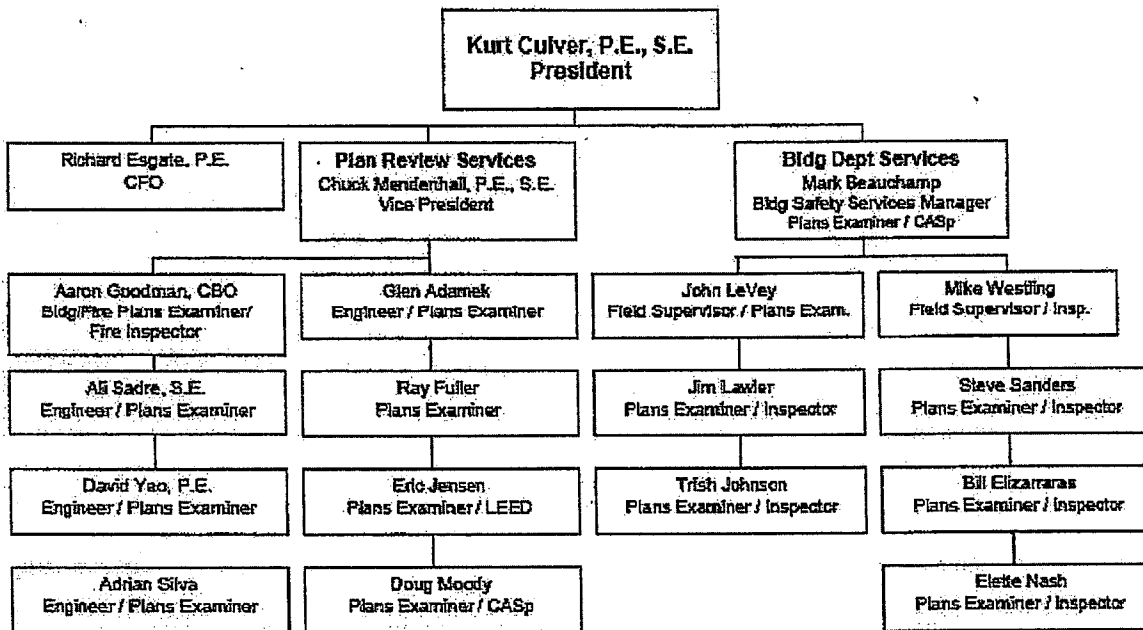 Kurt Culver, P.E., S.E.
President
Richard Esgate, P.E.
CFO
Plan Review Services
Chuck Mendenhall, P.E., S.E.
Vice President
Bldg Dept Services
Mark Beauchamp
Bldg Safety Services Manager
Plans Examiner / CASp
Aaron Goodman, CBO
Bldg/Fire Plans Examiner/
Fire Inspector
Glen Adamek
Engineer / Plans Examiner
John LeVey
Field Supervisor / Plans Exam.
Mike Westling
Field Supervisor / Insp.
Ali Sadre, S.E.
Engineer / Plans Examiner
Ray Fuller
Plans Examiner
Jim Lawler
Plans Examiner / Inspector
Steve Sanders
Plans Examiner / Inspector
David Yao, P.E.
Engineer / Plans Examiner
Eric Jensen
Plans Examiner / LEED
Trish Johnson
Plans Examiner / Inspector
Bill Elizarraras
Plans Examiner / Inspector
Adrian Silva
Engineer / Plans Examiner
Doug Moody
Plans Examiner / CASp
Elette Nash
Plans Examiner / Inspector